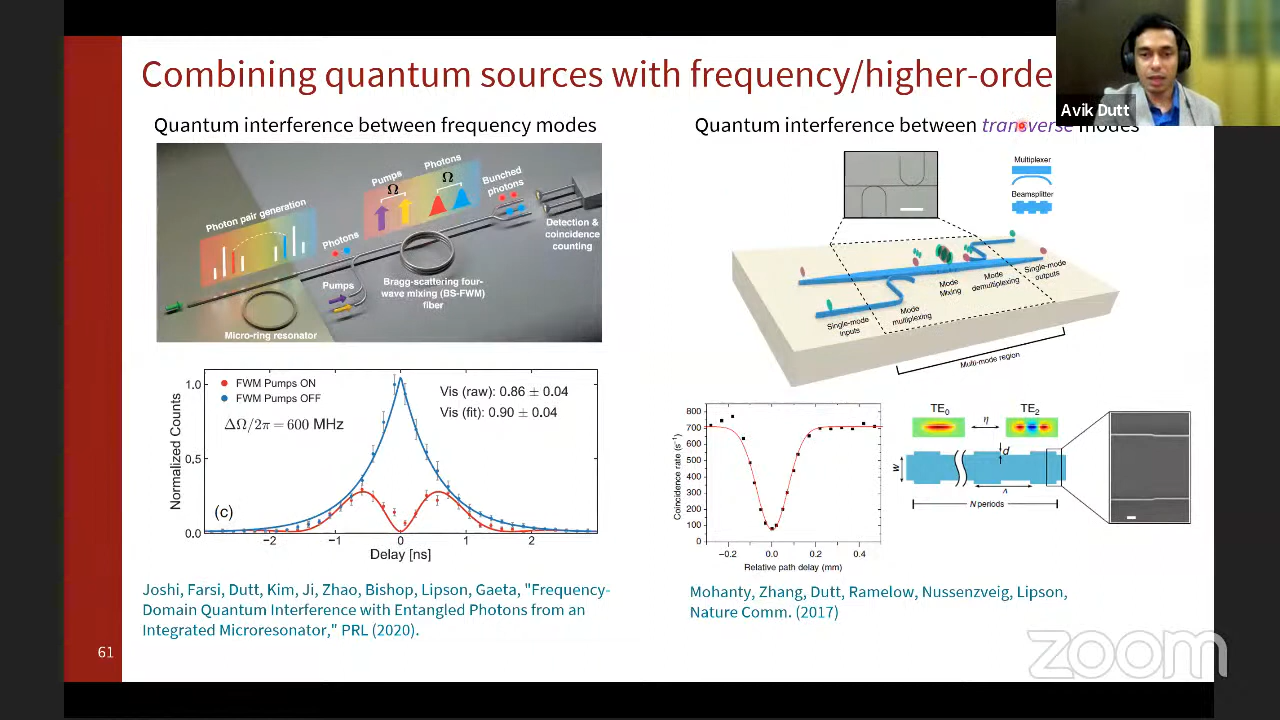 Combining quantum sources with frequency/higher-orde
Avik Dutt
Quantum interference between frequency modes
Photon pair generation
Photons
Pumps
Ω
Photons
Ω
Bunched
photons
Detection &
coincidence
counting
Pumps
Bragg-scattering four-
wave mixing (BS-FWM)
fiber
Micro-ring resonator
Normalized Counts
1.0
0.5
0.0
FWM Pumps ON
FWM Pumps OFF
ΔΩ/2π = 600 MHz
Vis (raw): 0.86 ± 0.04
Vis (fit): 0.90 ± 0.04
(c)
−2 −1 0 1 2
Delay [ns]
Joshi, Farsi, Dutt, Kim, Ji, Zhao, Bishop, Lipson, Gaeta, "Frequency-
Domain Quantum Interference with Entangled Photons from an
Integrated Microresonator," PRL (2020).
Quantum interference between transverse modes
Multiplexer
Beamsplitter
Single-mode
inputs
Mode
multiplexing
Mode
Mixing
Mode
demultiplexing
Single-mode
outputs
Multi-mode region
Coincidence rate (s⁻¹)
800
700
600
500
400
300
200
100
0
−0.2 0.0 0.2 0.4
Relative path delay (mm)
TE₀
η
TE₂
w
d
Λ
N periods
Mohanty, Zhang, Dutt, Ramelow, Nussenzveig, Lipson,
Nature Comm. (2017)
61
zoom